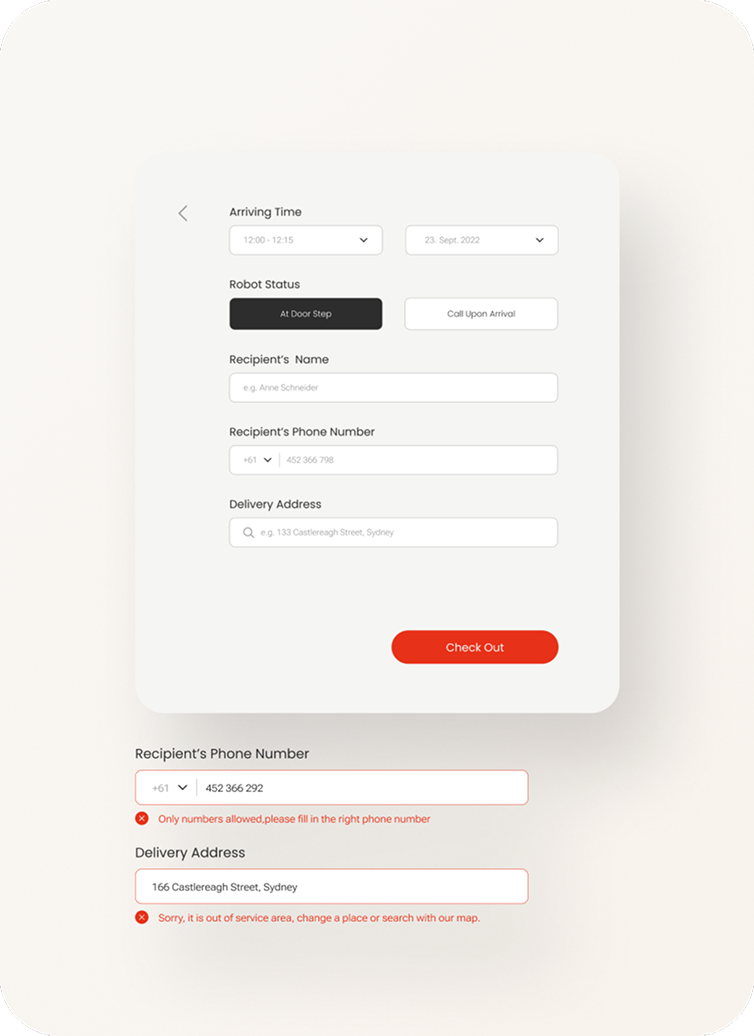 Arriving Time
12:00 - 12:15
23. Sept. 2022
Robot Status
At Door Step
Call Upon Arrival
Recipient's Name
e.g. Anne Schneider
Recipient's Phone Number
+61 452 366 798
Delivery Address
e.g. 133 Castlereagh Street, Sydney
Check Out
Recipient's Phone Number
+61 452 366 292
Only numbers allowed,please fill in the right phone number
Delivery Address
166 Castlereagh Street, Sydney
Sorry, it is out of service area, change a place or search with our map.